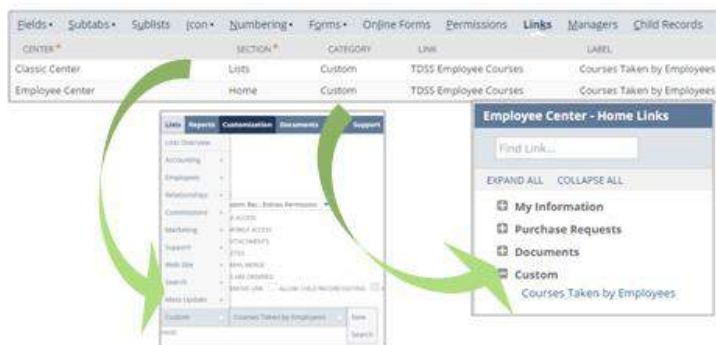 Fields• Subtabs• Sublists Icon• Numbering• Forms• Online Forms Permissions Links Managers Child Records
CENTER* SECTION* CATEGORY LINK LABEL
Classic Center Lists Custom TDSS Employee Courses Courses Taken by Employees
Employee Center Home Custom TDSS Employee Courses Courses Taken by Employees
Lists Reports Customization Documents Support
Lists Overview
Accounting
Employees
Relationships
Commissions
Marketing
Support
Web Site
Search
Mass Update
Custom Courses Taken by Employees New
Search
Employee Center - Home Links
Find Link...
EXPAND ALL COLLAPSE ALL
My Information
Purchase Requests
Documents
Custom
Courses Taken by Employees